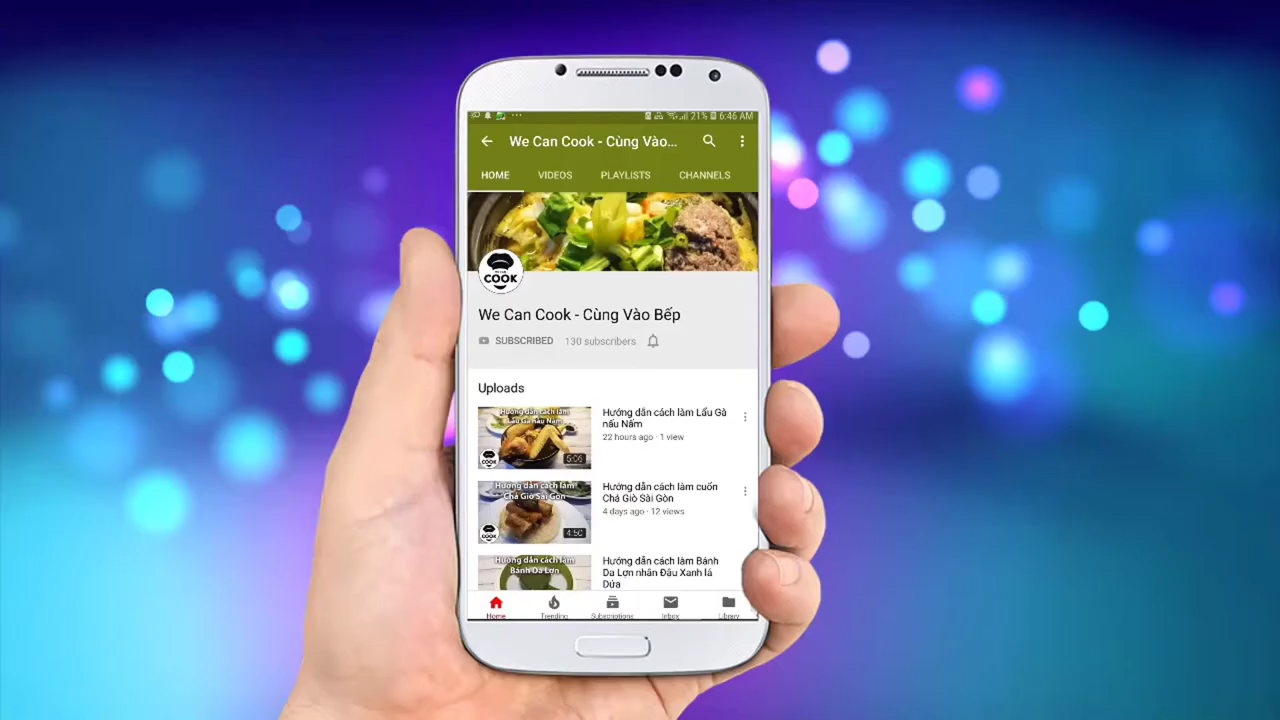 21% 6:46 AM
We Can Cook - Cùng Vào...
HOME VIDEOS PLAYLISTS CHANNELS
COOK
We Can Cook - Cùng Vào Bếp
SUBSCRIBED 130 subscribers
Uploads
Hướng dẫn cách làm
Lẩu Gà nấu Nấm
COOK
5:06
Hướng dẫn cách làm Lẩu Gà
nấu Nấm
22 hours ago · 1 view
Hướng dẫn cách làm
Chả Giò Sài Gòn
COOK
4:50
Hướng dẫn cách làm cuốn
Chả Giò Sài Gòn
4 days ago · 12 views
Hướng dẫn cách làm
Bánh Da Lợn
Hướng dẫn cách làm Bánh
Da Lợn nhân Đậu Xanh lá
Dứa
Home Trending Subscriptions Inbox Library